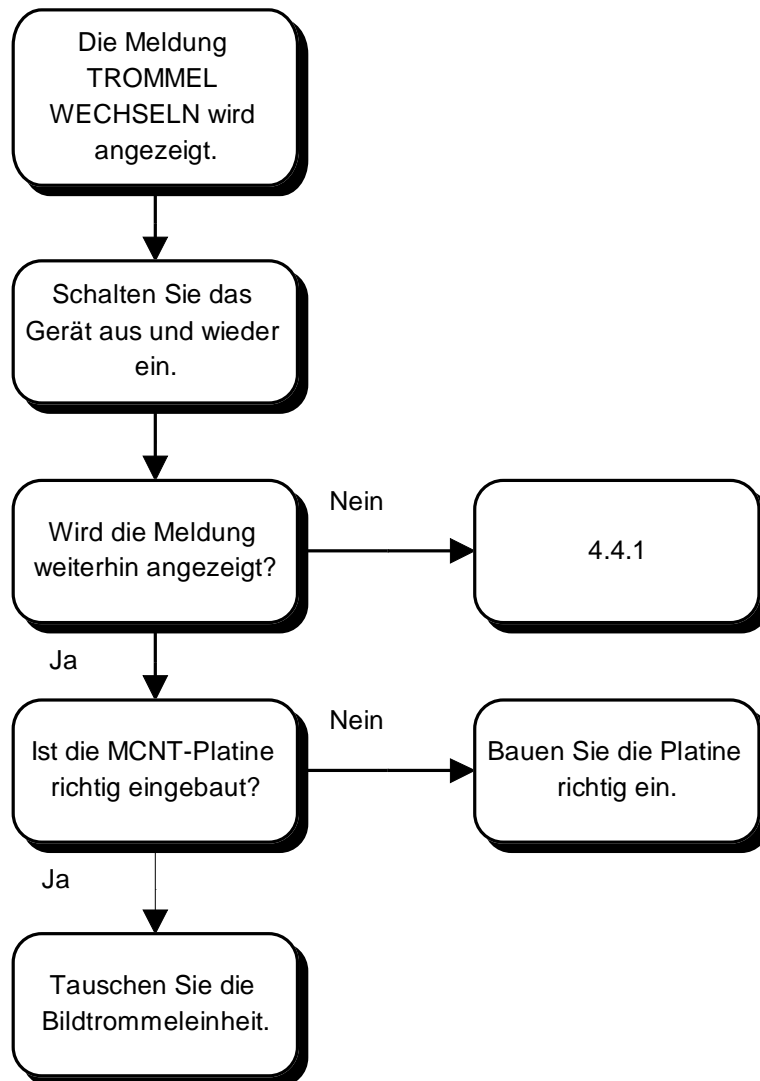 Die Meldung
TROMMEL
WECHSELN wird
angezeigt.
Schalten Sie das
Gerät aus und wieder
ein.
Wird die Meldung
weiterhin angezeigt?
Nein
4.4.1
Ja
Ist die MCNT-Platine
richtig eingebaut?
Nein
Bauen Sie die Platine
richtig ein.
Ja
Tauschen Sie die
Bildtrommeleinheit.